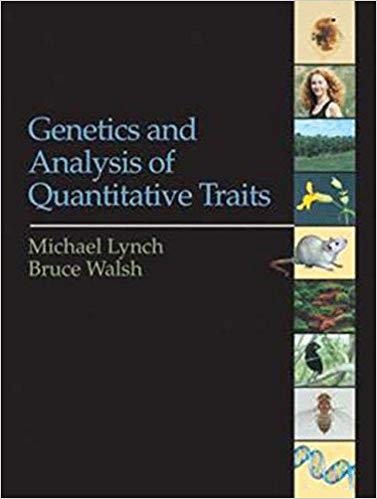 Genetics and
Analysis of
Quantitative Traits
Michael Lynch
Bruce Walsh